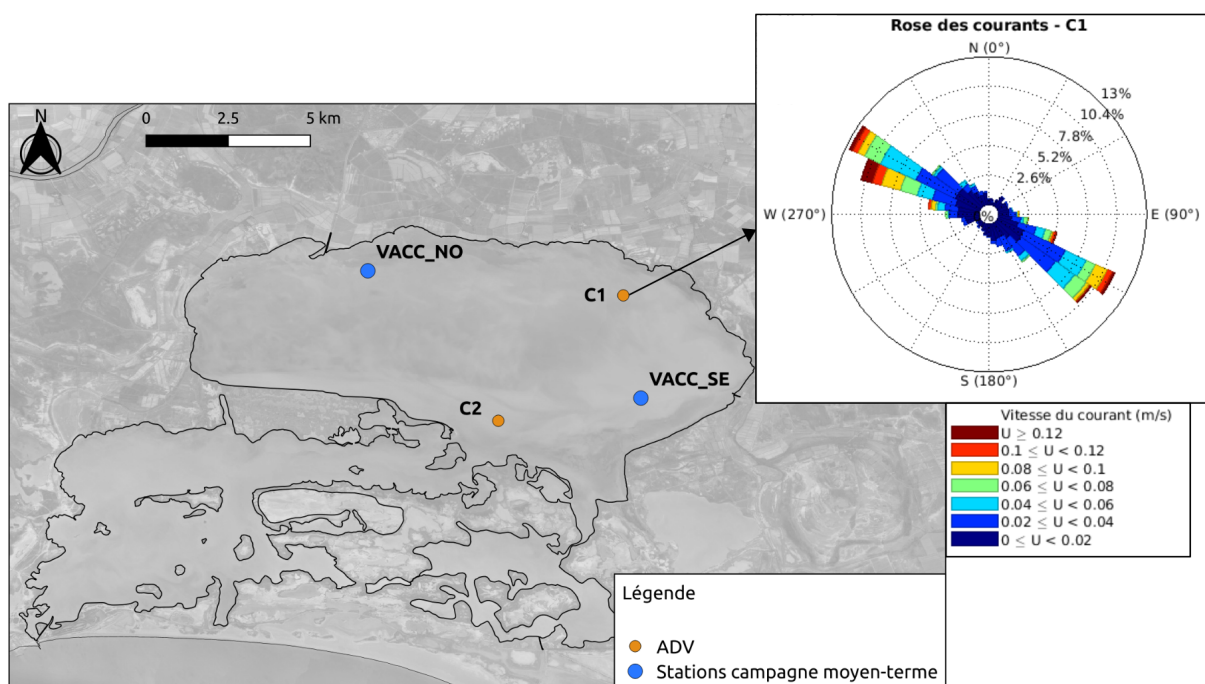 Rose des courants - C1
N (0°)
13%
10.4%
7.8%
5.2%
2.6%
%
W (270°)
E (90°)
S (180°)
N
0 2.5 5 km
VACC_NO
C1
VACC_SE
C2
Vitesse du courant (m/s)
U ≥ 0.12
0.1 ≤ U < 0.12
0.08 ≤ U < 0.1
0.06 ≤ U < 0.08
0.04 ≤ U < 0.06
0.02 ≤ U < 0.04
0 ≤ U < 0.02
Légende
ADV
Stations campagne moyen-terme